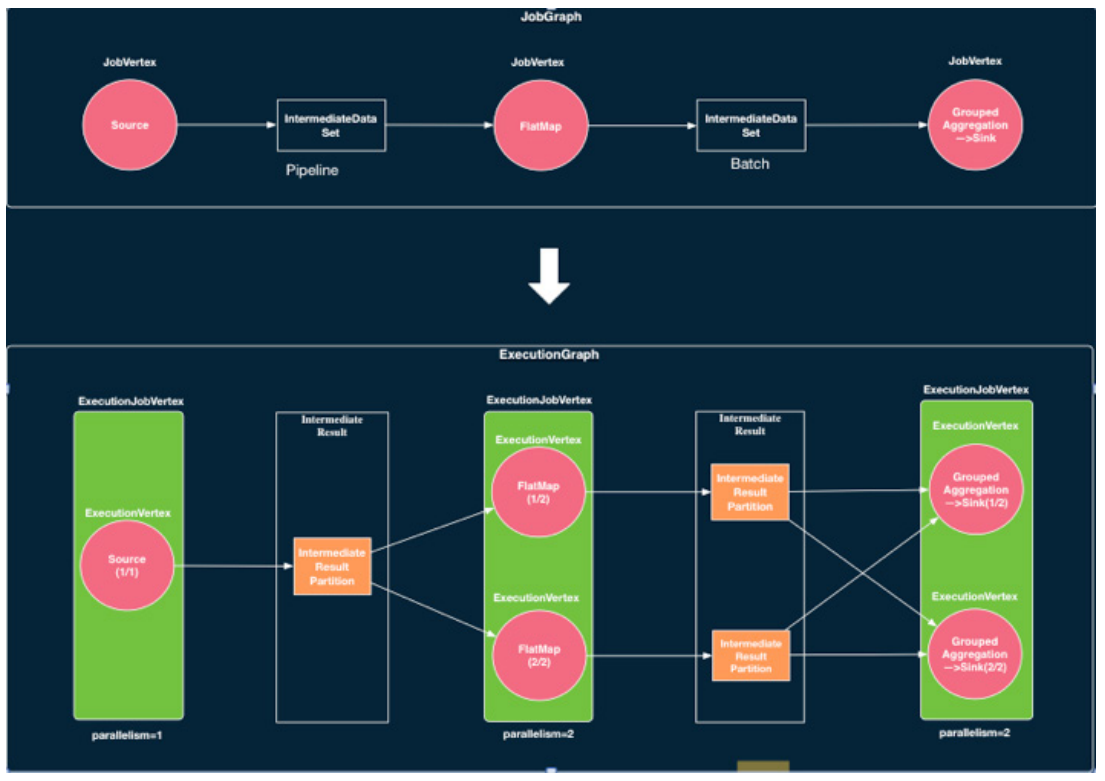 JobGraph
JobVertex
JobVertex
JobVertex
Source
IntermediateData
Set
FlatMap
IntermediateData
Set
Grouped
Aggregation
—>Sink
Pipeline
Batch
ExecutionGraph
ExecutionJobVertex
Intermediate
Result
ExecutionJobVertex
Intermediate
Result
ExecutionJobVertex
ExecutionVertex
Source
(1/1)
Intermediate
Result
Partition
ExecutionVertex
FlatMap
(1/2)
ExecutionVertex
FlatMap
(2/2)
Intermediate
Result
Partition
Intermediate
Result
Partition
ExecutionVertex
Grouped
Aggregation
—>Sink(1/2)
ExecutionVertex
Grouped
Aggregation
—>Sink(2/2)
parallelism=1
parallelism=2
parallelism=2